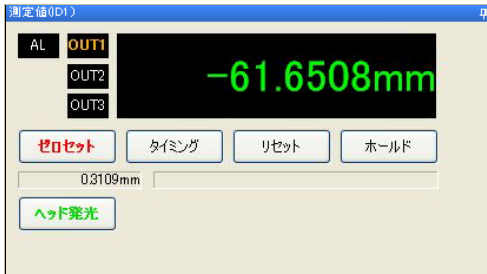 測定値(ID1)
AL OUT1
OUT2
OUT3
-61.6508mm
ゼロセット タイミング リセット ホールド
0.3109mm
ヘッド発光